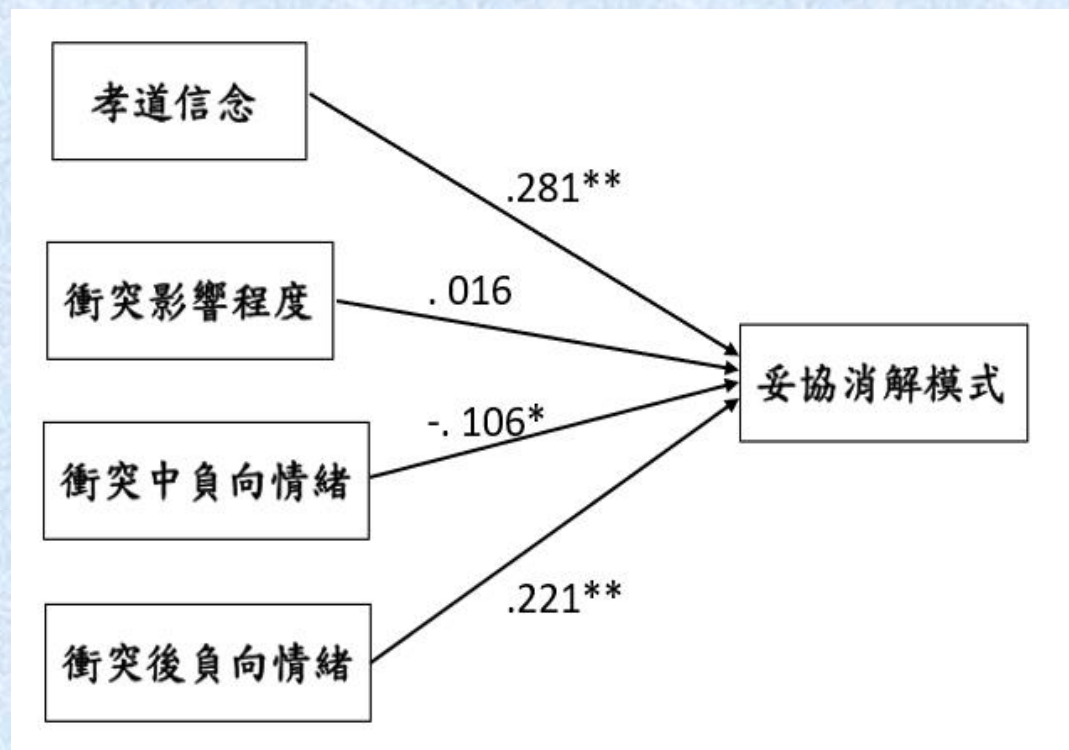 孝道信念
.281**
衝突影響程度
. 016
妥協消解模式
-. 106*
衝突中負向情緒
.221**
衝突後負向情緒